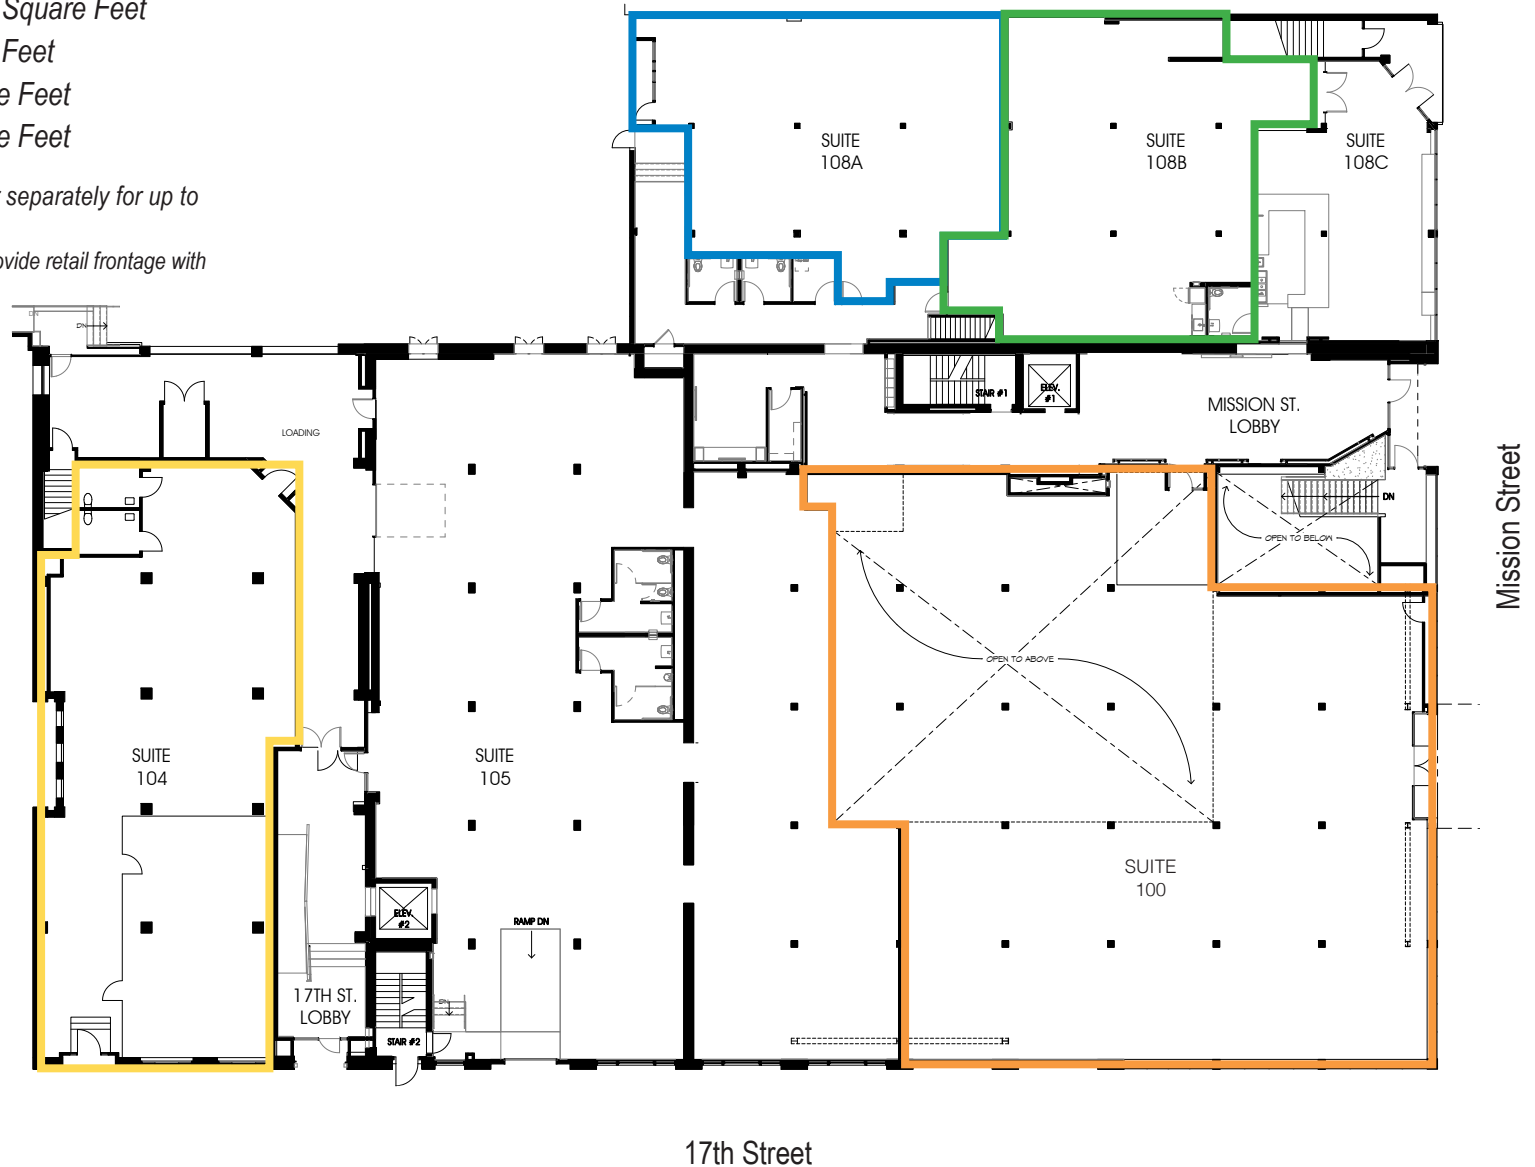 Square Feet
Feet
e Feet
e Feet
separately for up to
ovide retail frontage with
SUITE
108A
SUITE
108B
SUITE
108C
DN
DN
STAIR #1
ELEV.
#1
MISSION ST.
LOBBY
LOADING
DN
OPEN TO BELOW
Mission Street
OPEN TO ABOVE
SUITE
104
SUITE
105
SUITE
100
ELEV.
#2
RAMP DN
17TH ST.
LOBBY
STAIR #2
17th Street